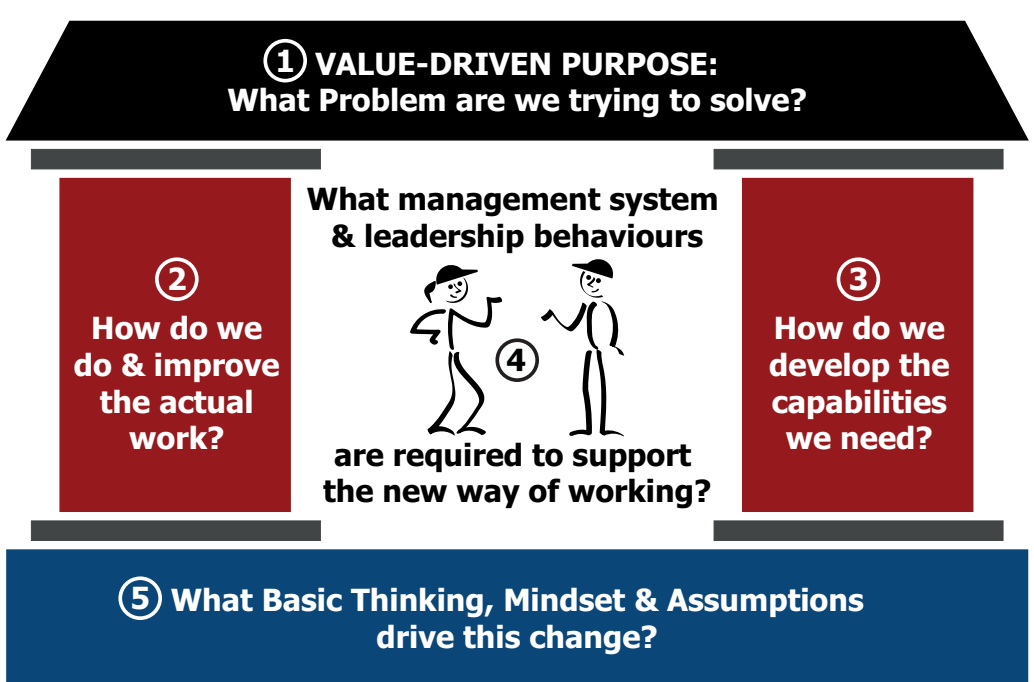 ① VALUE-DRIVEN PURPOSE:
What Problem are we trying to solve?
②
How do we
do & improve
the actual
work?
What management system
& leadership behaviours
④
are required to support
the new way of working?
③
How do we
develop the
capabilities
we need?
⑤ What Basic Thinking, Mindset & Assumptions
drive this change?